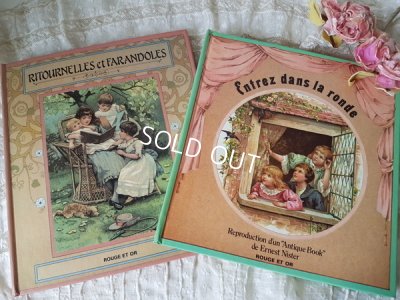 RITOURNELLES et FARANDOLES
Entrez dans la ronde
SOLD OUT
Reproduction d'un "Antique Book"
de Ernest Nister
ROUGE ET OR
ROUGE ET OR